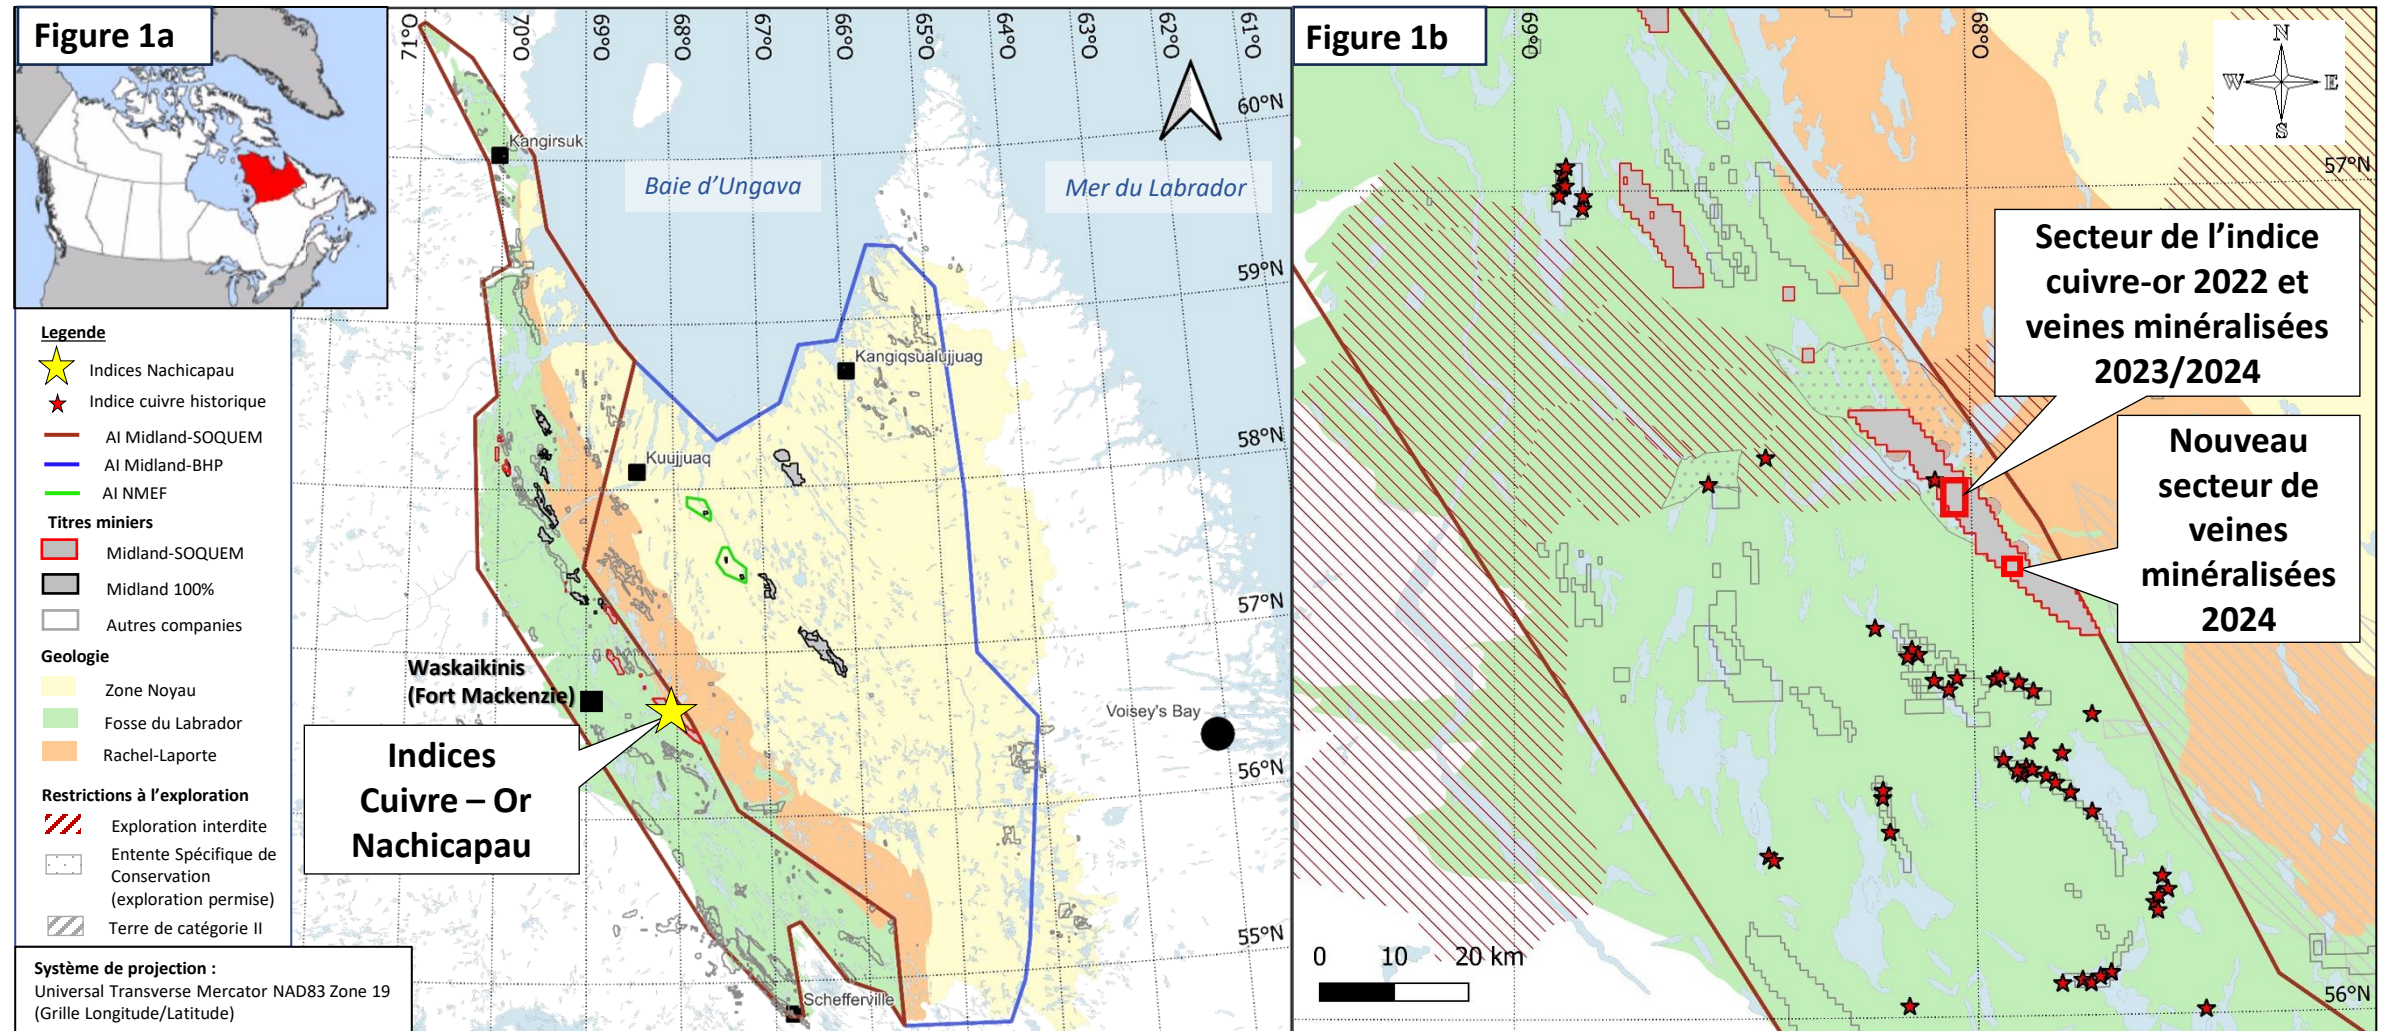 Figure 1a
71°O
70°O
69°O
68°O
67°O
66°O
65°O
64°O
63°O
62°O
61°O
60°N
59°N
58°N
57°N
56°N
55°N
Kangirsuk
Baie d'Ungava
Mer du Labrador
Kangiqsualujjuag
Kuujjuaq
Waskaikinis
(Fort Mackenzie)
Voisey's Bay
Indices
Cuivre – Or
Nachicapau
Schefferville
Legende
Indices Nachicapau
Indice cuivre historique
AI Midland-SOQUEM
AI Midland-BHP
AI NMEF
Titres miniers
Midland-SOQUEM
Midland 100%
Autres companies
Geologie
Zone Noyau
Fosse du Labrador
Rachel-Laporte
Restrictions à l'exploration
Exploration interdite
Entente Spécifique de
Conservation
(exploration permise)
Terre de catégorie II
Système de projection :
Universal Transverse Mercator NAD83 Zone 19
(Grille Longitude/Latitude)
Figure 1b
69°O
68°O
N
W
E
S
57°N
Secteur de l'indice
cuivre-or 2022 et
veines minéralisées
2023/2024
Nouveau
secteur de
veines
minéralisées
2024
0 10 20 km
56°N